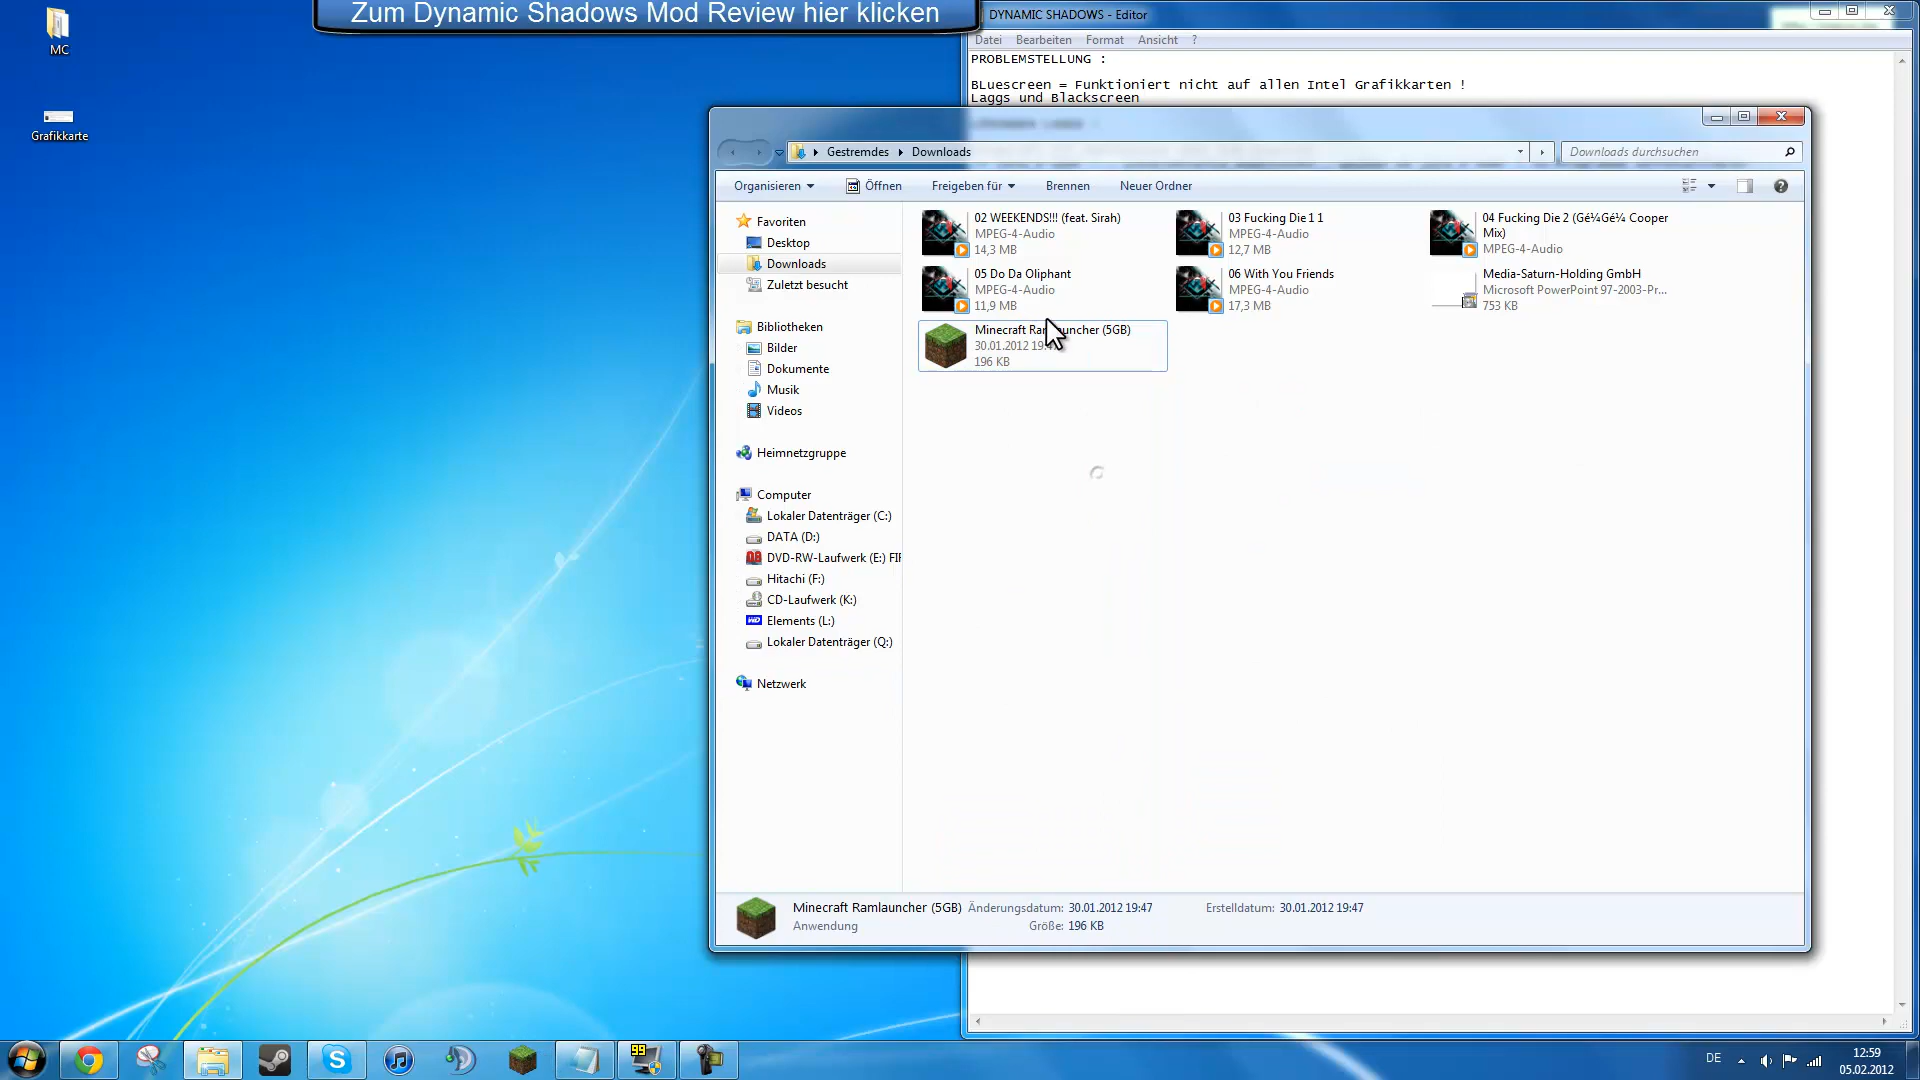 Zum Dynamic Shadows Mod Review hier klicken
MC
Grafikkarte
DYNAMIC SHADOWS - Editor
Datei Bearbeiten Format Ansicht ?
PROBLEMSTELLUNG :
BLuescreen = Funktioniert nicht auf allen Intel Grafikkarten !
Laggs und Blackscreen
Gestremdes Downloads
Downloads durchsuchen
Organisieren Öffnen Freigeben für Brennen Neuer Ordner
Favoriten
Desktop
Downloads
Zuletzt besucht
Bibliotheken
Bilder
Dokumente
Musik
Videos
Heimnetzgruppe
Computer
Lokaler Datenträger (C:)
DATA (D:)
DVD-RW-Laufwerk (E:) FIF
Hitachi (F:)
CD-Laufwerk (K:)
Elements (L:)
Lokaler Datenträger (Q:)
Netzwerk
02 WEEKENDS!!! (feat. Sirah)
MPEG-4-Audio
14,3 MB
03 Fucking Die 1 1
MPEG-4-Audio
12,7 MB
04 Fucking Die 2 (Gé¼Gé¼ Cooper
Mix)
MPEG-4-Audio
05 Do Da Oliphant
MPEG-4-Audio
11,9 MB
06 With You Friends
MPEG-4-Audio
17,3 MB
Media-Saturn-Holding GmbH
Microsoft PowerPoint 97-2003-Pr...
753 KB
Minecraft Ramlauncher (5GB)
30.01.2012 19:47
196 KB
Minecraft Ramlauncher (5GB) Änderungsdatum: 30.01.2012 19:47 Erstelldatum: 30.01.2012 19:47
Anwendung Größe: 196 KB
99
DE
12:59
05.02.2012